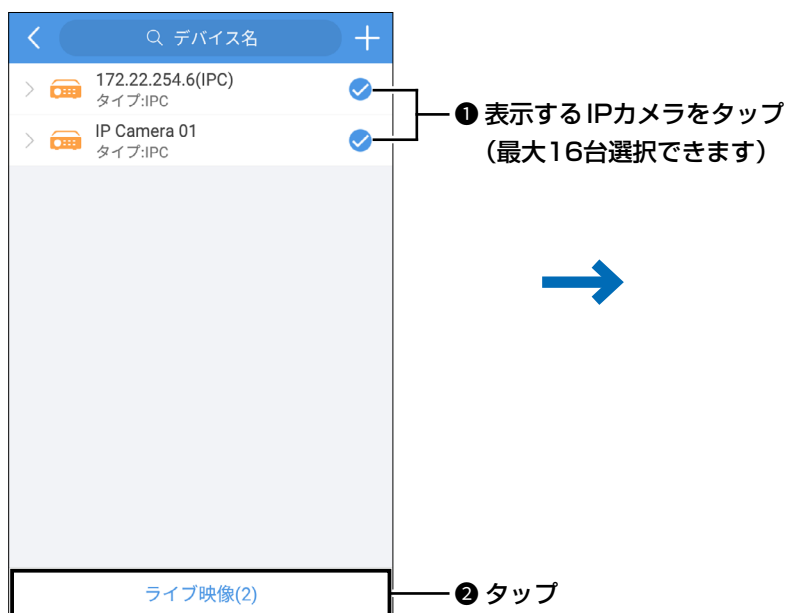 デバイス名
172.22.254.6(IPC)
タイプ:IPC
IP Camera 01
タイプ:IPC
❶ 表示するIPカメラをタップ
（最大16台選択できます）
ライブ映像(2)
❷ タップ